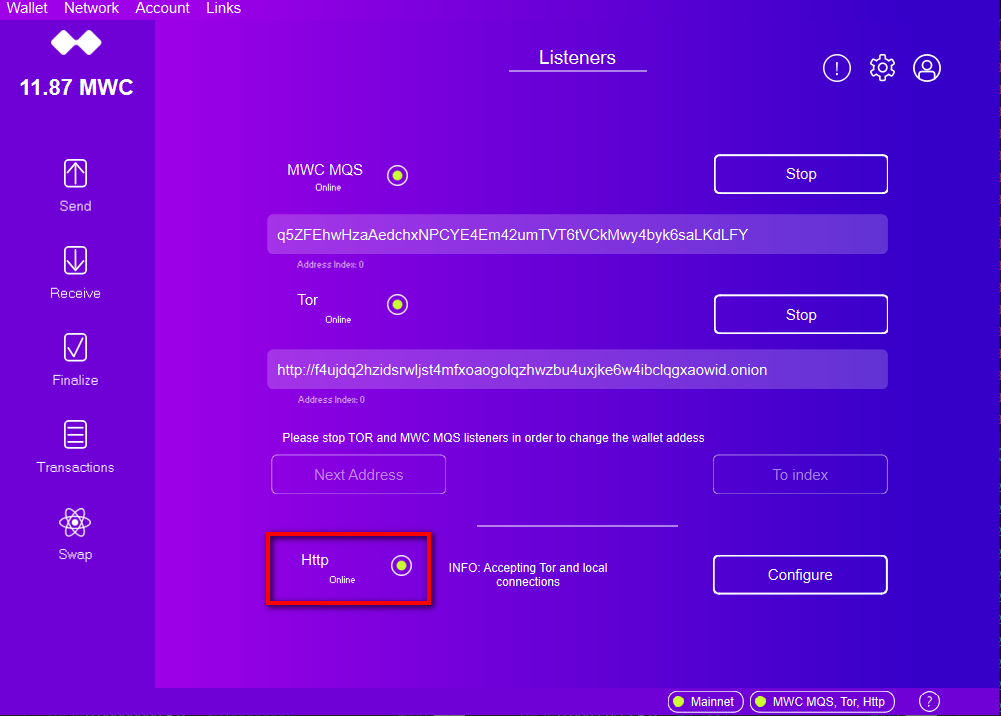 Wallet Network Account Links
11.87 MWC
Listeners
!
Send
Receive
Finalize
Transactions
Swap
MWC MQS
Online
Stop
q5ZFEhwHzaAedchxNPCYE4Em42umTVT6tVCkMwy4byk6saLKdLFY
Address Index: 0
Tor
Online
Stop
http://f4ujdq2hzidsrwljst4mfxoaogolqzhwzbu4uxjke6w4ibclqgxaowid.onion
Address Index: 0
Please stop TOR and MWC MQS listeners in order to change the wallet addess
Next Address
To index
Http
Online
INFO: Accepting Tor and local
connections
Configure
Mainnet
MWC MQS, Tor, Http
?